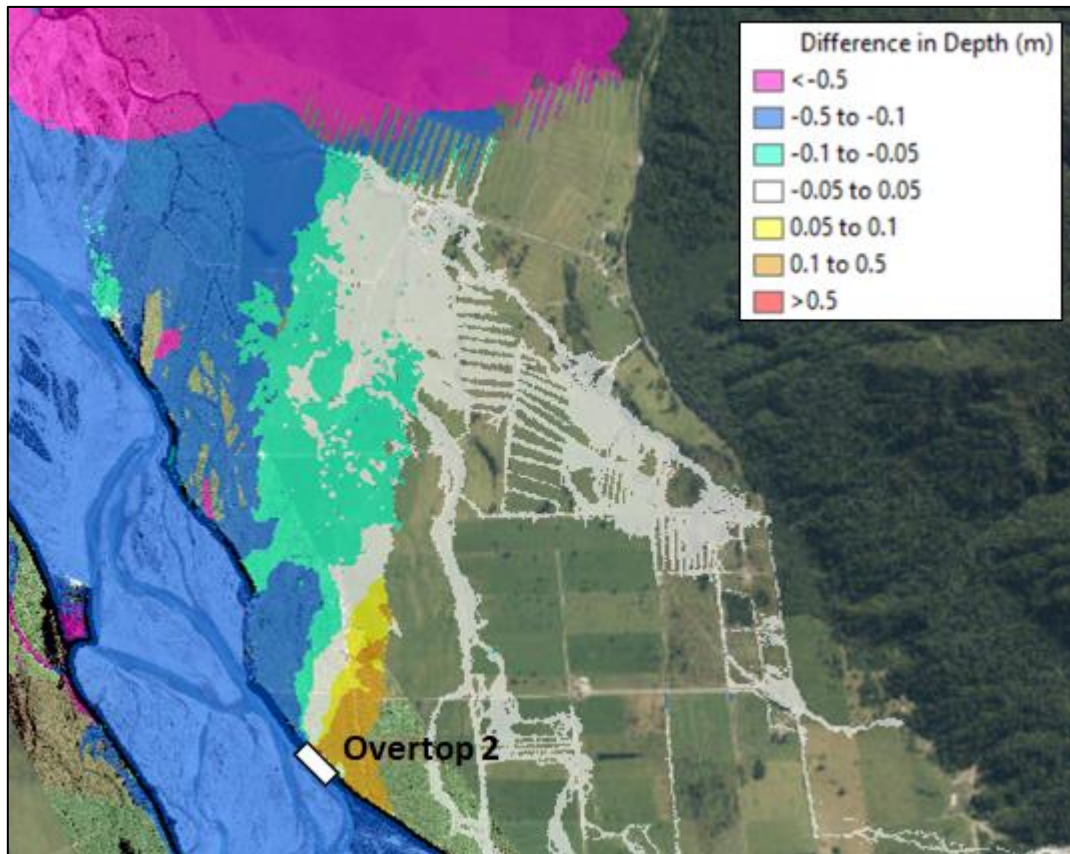 Difference in Depth (m)
<-0.5
-0.5 to -0.1
-0.1 to -0.05
-0.05 to 0.05
0.05 to 0.1
0.1 to 0.5
>0.5
Overtop 2